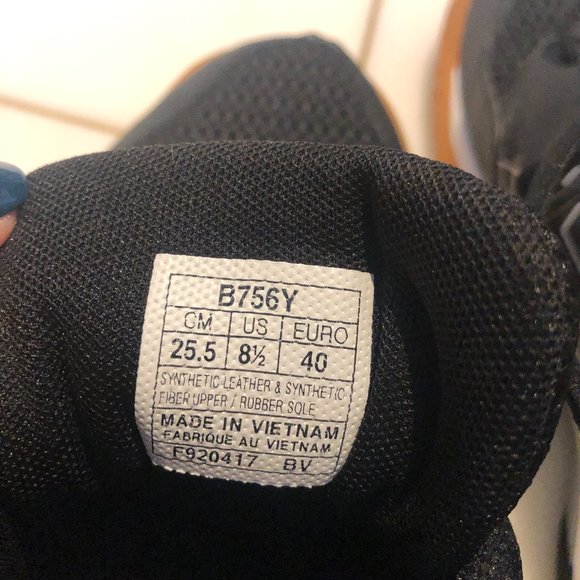 B756Y
CM US EURO
25.5 8½ 40
SYNTHETIC LEATHER & SYNTHETIC
FIBER UPPER / RUBBER SOLE
MADE IN VIETNAM
FABRIQUE AU VIETNAM
F920417 BV